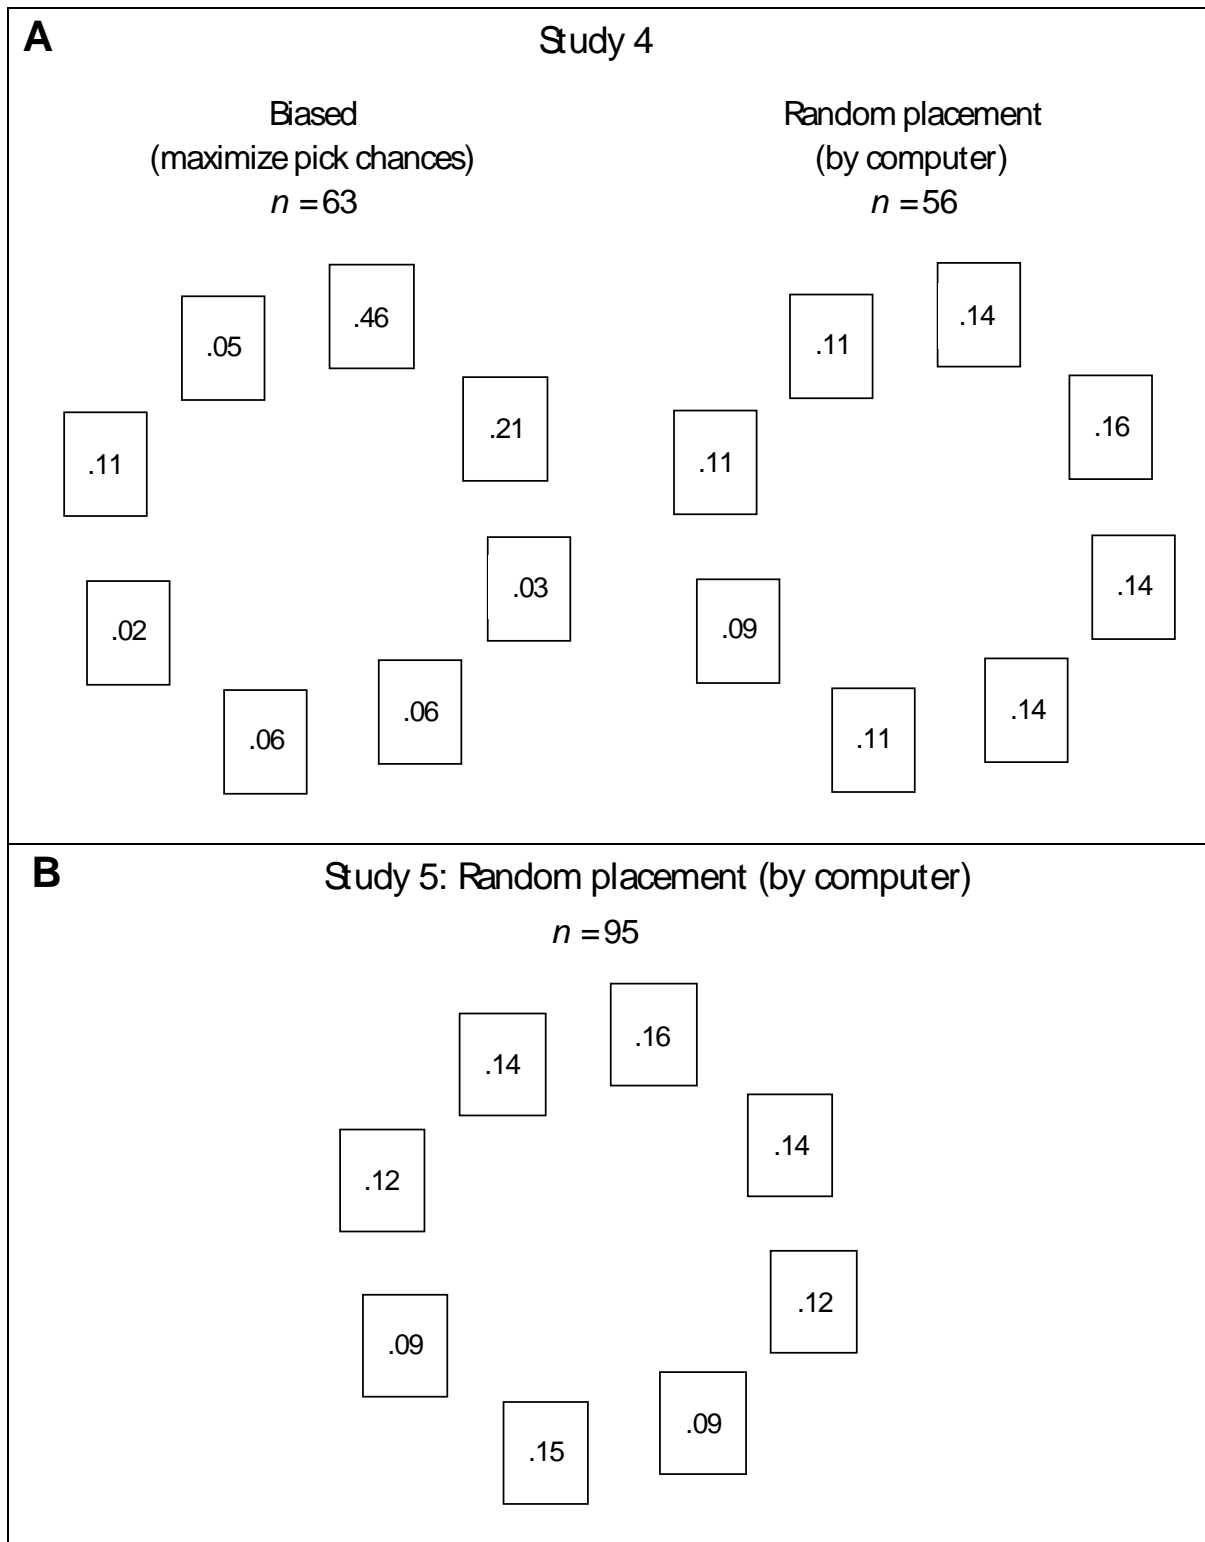 A
Study 4
Biased
(maximize pick chances)
n = 63
.46
.05
.21
.11
.03
.02
.06
.06
Random placement
(by computer)
n = 56
.14
.11
.16
.11
.14
.09
.14
.11
B
Study 5: Random placement (by computer)
n = 95
.16
.14
.14
.12
.12
.09
.09
.15